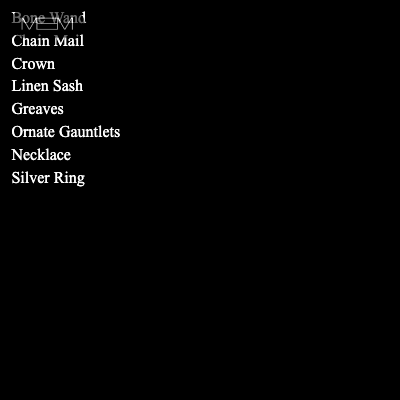 Bone Wand
Chain Mail
Crown
Linen Sash
Greaves
Ornate Gauntlets
Necklace
Silver Ring